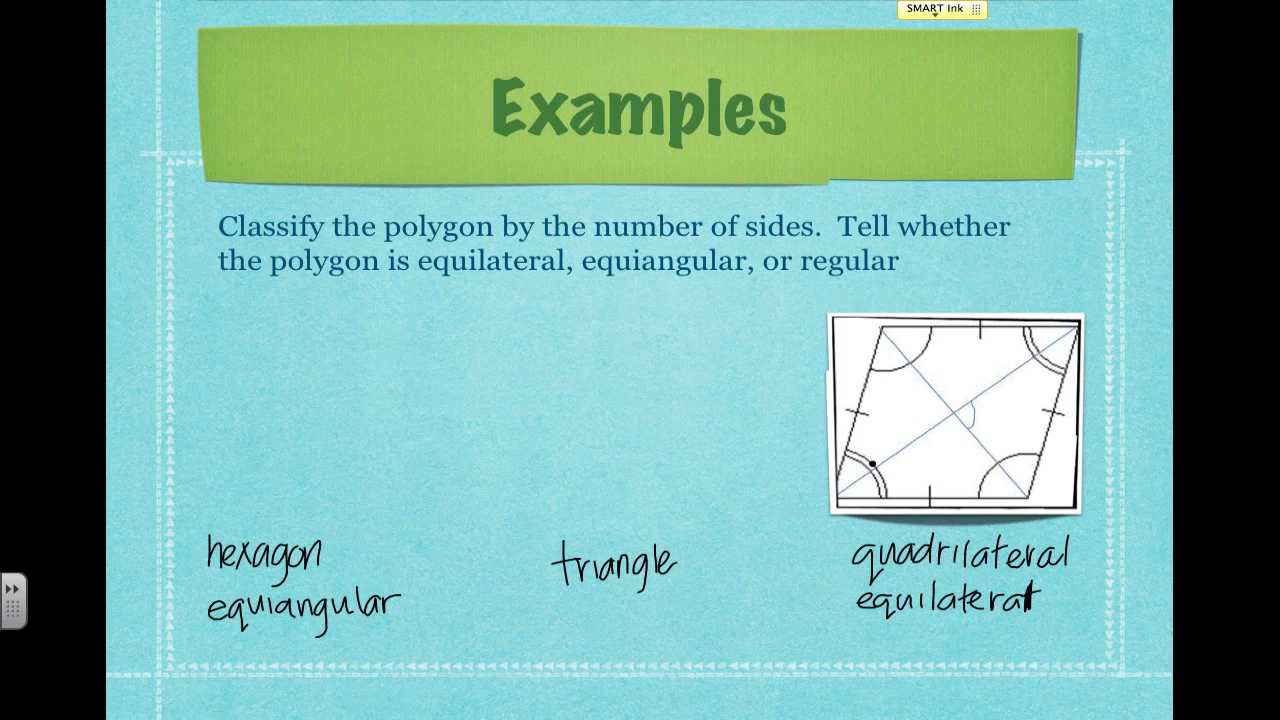 SMART Ink
Examples
Classify the polygon by the number of sides.  Tell whether
the polygon is equilateral, equiangular, or regular
hexagon
equiangular
triangle
quadrilateral
equilateral